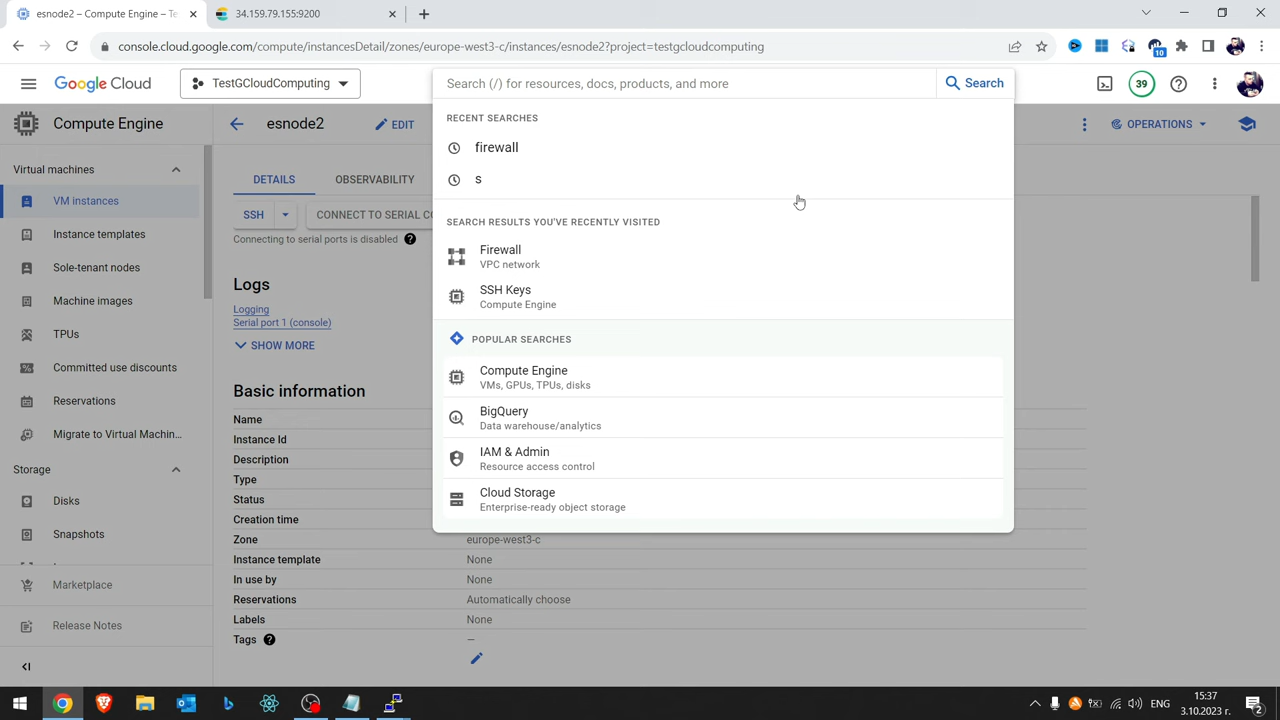 esnode2 – Compute Engine – Te
34.159.79.155:9200
console.cloud.google.com/compute/instancesDetail/zones/europe-west3-c/instances/esnode2?project=testgcloudcomputing
10
Google Cloud
TestGCloudComputing
Search (/) for resources, docs, products, and more
Search
39
Compute Engine
esnode2
EDIT
OPERATIONS
RECENT SEARCHES
firewall
s
Virtual machines
VM instances
Instance templates
Sole-tenant nodes
Machine images
TPUs
Committed use discounts
Reservations
Migrate to Virtual Machin...
Storage
Disks
Snapshots
Marketplace
Release Notes
DETAILS
OBSERVABILITY
SSH
CONNECT TO SERIAL CO
Connecting to serial ports is disabled
Logs
Logging
Serial port 1 (console)
SHOW MORE
Basic information
Name
Instance Id
Description
Type
Status
Creation time
Zone
europe-west3-c
Instance template
None
In use by
None
Reservations
Automatically choose
Labels
None
Tags
—
SEARCH RESULTS YOU'VE RECENTLY VISITED
Firewall
VPC network
SSH Keys
Compute Engine
POPULAR SEARCHES
Compute Engine
VMs, GPUs, TPUs, disks
BigQuery
Data warehouse/analytics
IAM & Admin
Resource access control
Cloud Storage
Enterprise-ready object storage
ENG
15:37
3.10.2023 г.
2